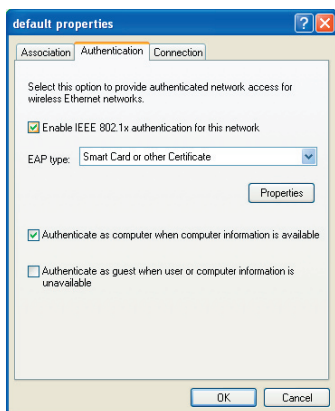 default properties
Association Authentication Connection
Select this option to provide authenticated network access for
wireless Ethernet networks.
Enable IEEE 802.1x authentication for this network
EAP type: Smart Card or other Certificate
Properties
Authenticate as computer when computer information is available
Authenticate as guest when user or computer information is
unavailable
OK Cancel